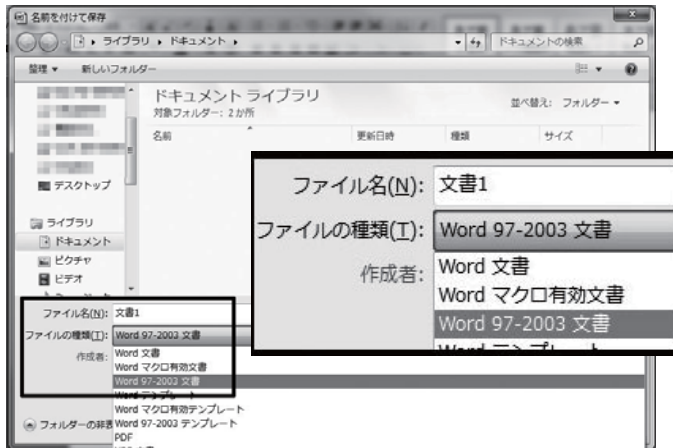 名前を付けて保存
ライブラリ ▸ ドキュメント ▸
ドキュメントの検索
整理 ▾ 新しいフォルダー
ドキュメント ライブラリ
対象フォルダー: 2か所
並べ替え: フォルダー ▾
名前 更新日時 種類 サイズ
デスクトップ
ライブラリ
ドキュメント
ピクチャ
ビデオ
ファイル名(N): 文書1
ファイルの種類(T): Word 97-2003 文書
作成者: Word 文書
Word マクロ有効文書
Word 97-2003 文書
Word テンプレート
Word マクロ有効テンプレート
Word 97-2003 テンプレート
PDF
フォルダーの非表
ファイル名(N): 文書1
ファイルの種類(T): Word 97-2003 文書
作成者: Word 文書
Word マクロ有効文書
Word 97-2003 文書